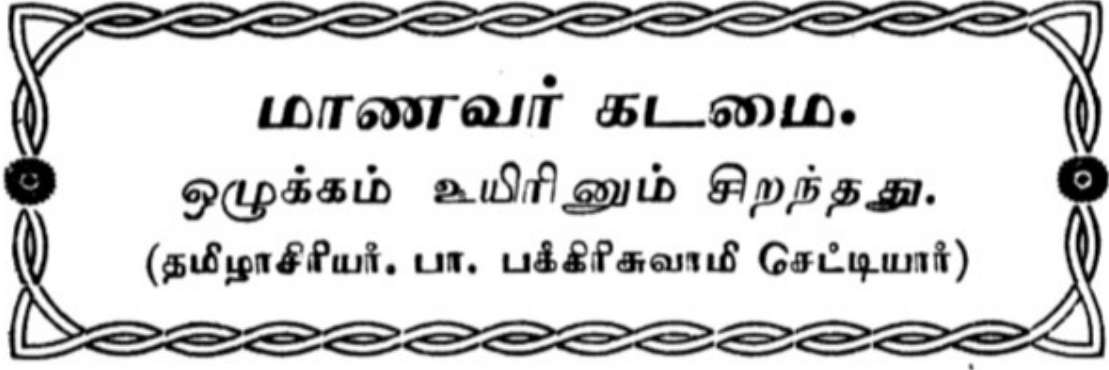 மாணவர் கடமை.
ஒழுக்கம் உயிரினும் சிறந்தது.
(தமிழாசிரியர். பா. பக்கிரிசுவாமி செட்டியார்)